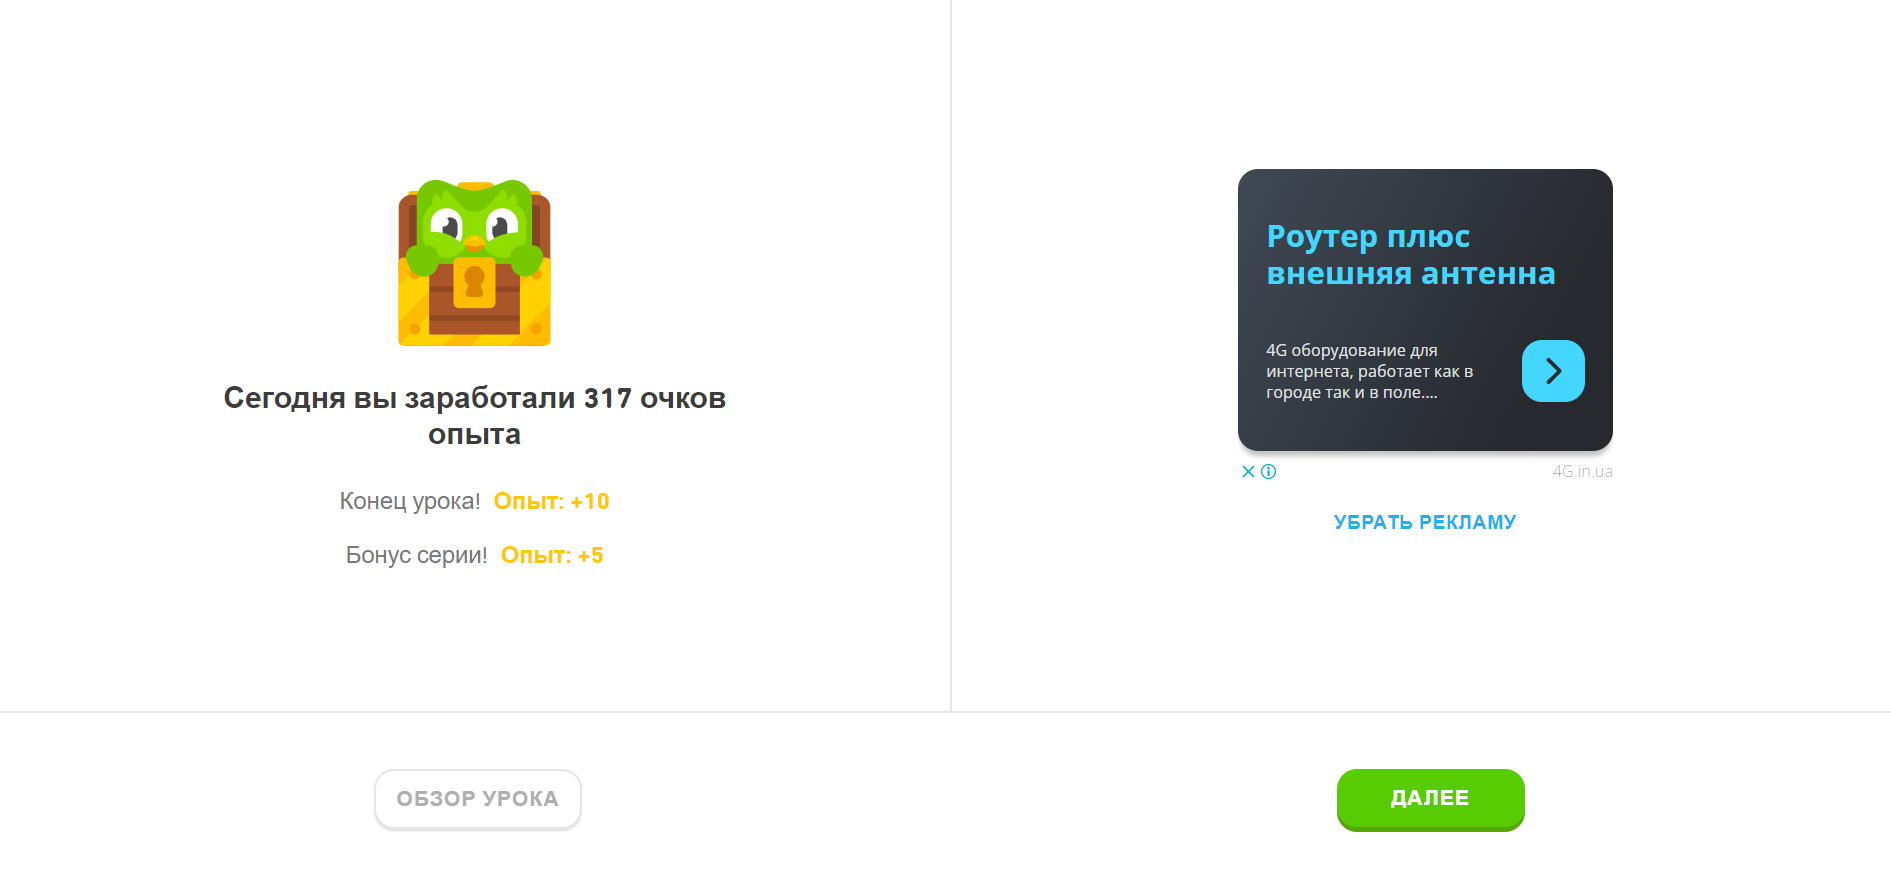 Сегодня вы заработали 317 очков
опыта
Конец урока! Опыт: +10
Бонус серии! Опыт: +5
Роутер плюс
внешняя антенна
4G оборудование для
интернета, работает как в
городе так и в поле....
4G.in.ua
УБРАТЬ РЕКЛАМУ
ОБЗОР УРОКА
ДАЛЕЕ